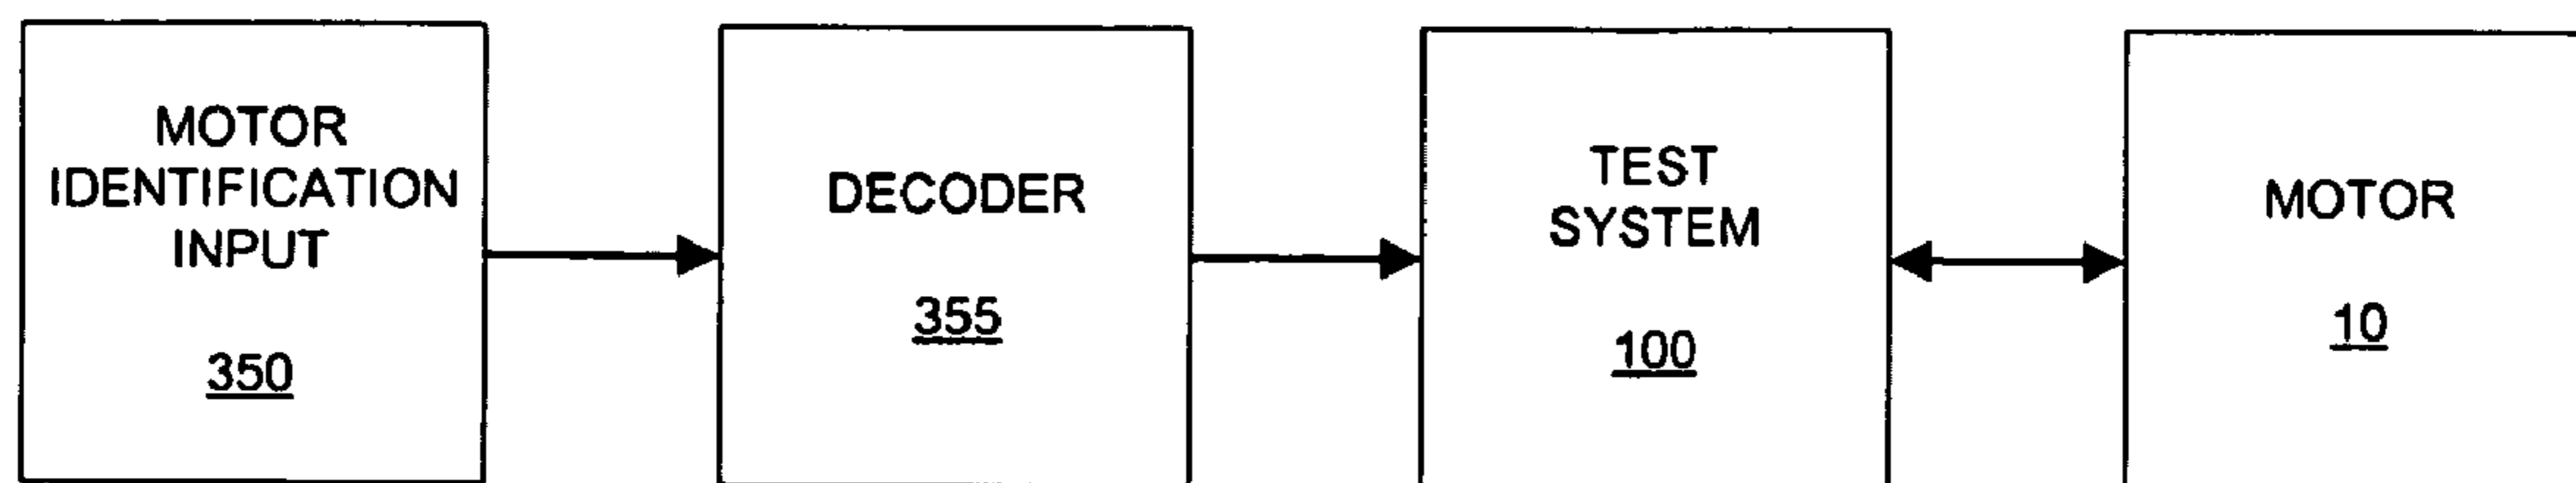 MOTOR
IDENTIFICATION
INPUT
350
DECODER
355
TEST
SYSTEM
100
MOTOR
10